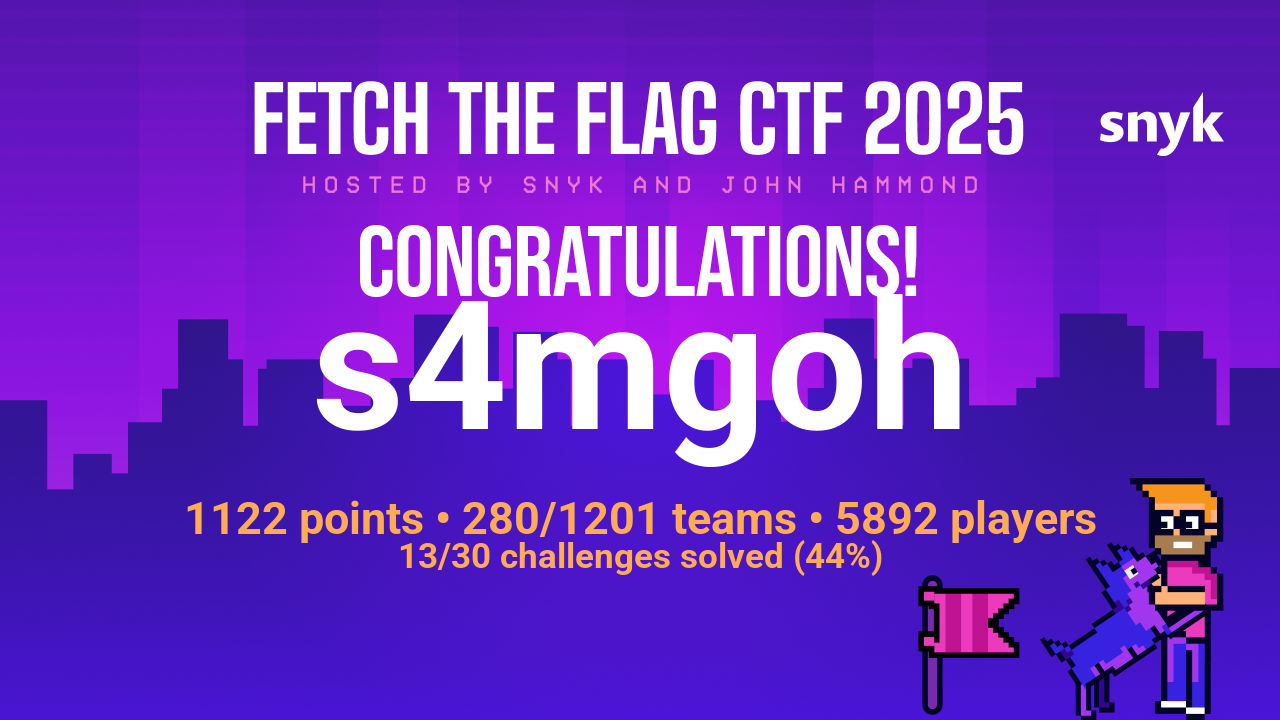 FETCH THE FLAG CTF 2025
snyk
HOSTED BY SNYK AND JOHN HAMMOND
CONGRATULATIONS!
s4mgoh
1122 points • 280/1201 teams • 5892 players
13/30 challenges solved (44%)